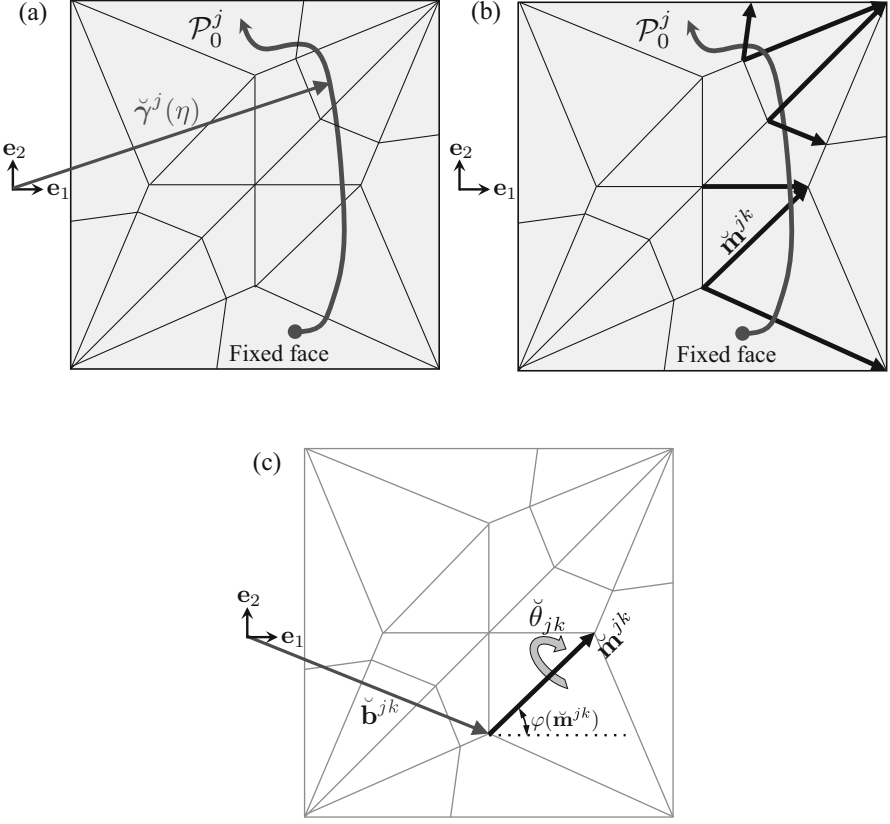 (a)
𝒫₀ʲ
γ̆ʲ(η)
e₂
e₁
Fixed face
(b)
𝒫₀ʲ
e₂
e₁
m̆ʲᵏ
Fixed face
(c)
θ̆ⱼₖ
m̆ʲᵏ
e₂
e₁
b̆ʲᵏ
φ(m̆ʲᵏ)